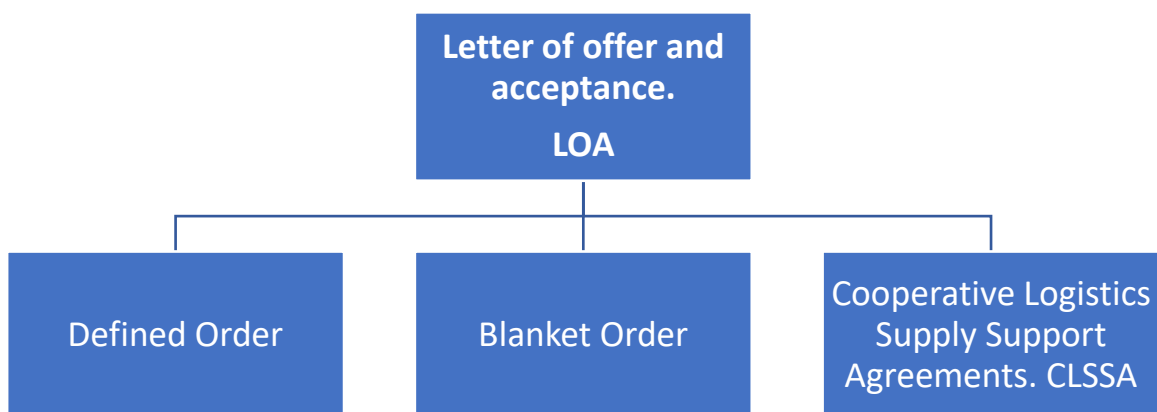 Letter of offer and
acceptance.
LOA
Defined Order
Blanket Order
Cooperative Logistics
Supply Support
Agreements. CLSSA